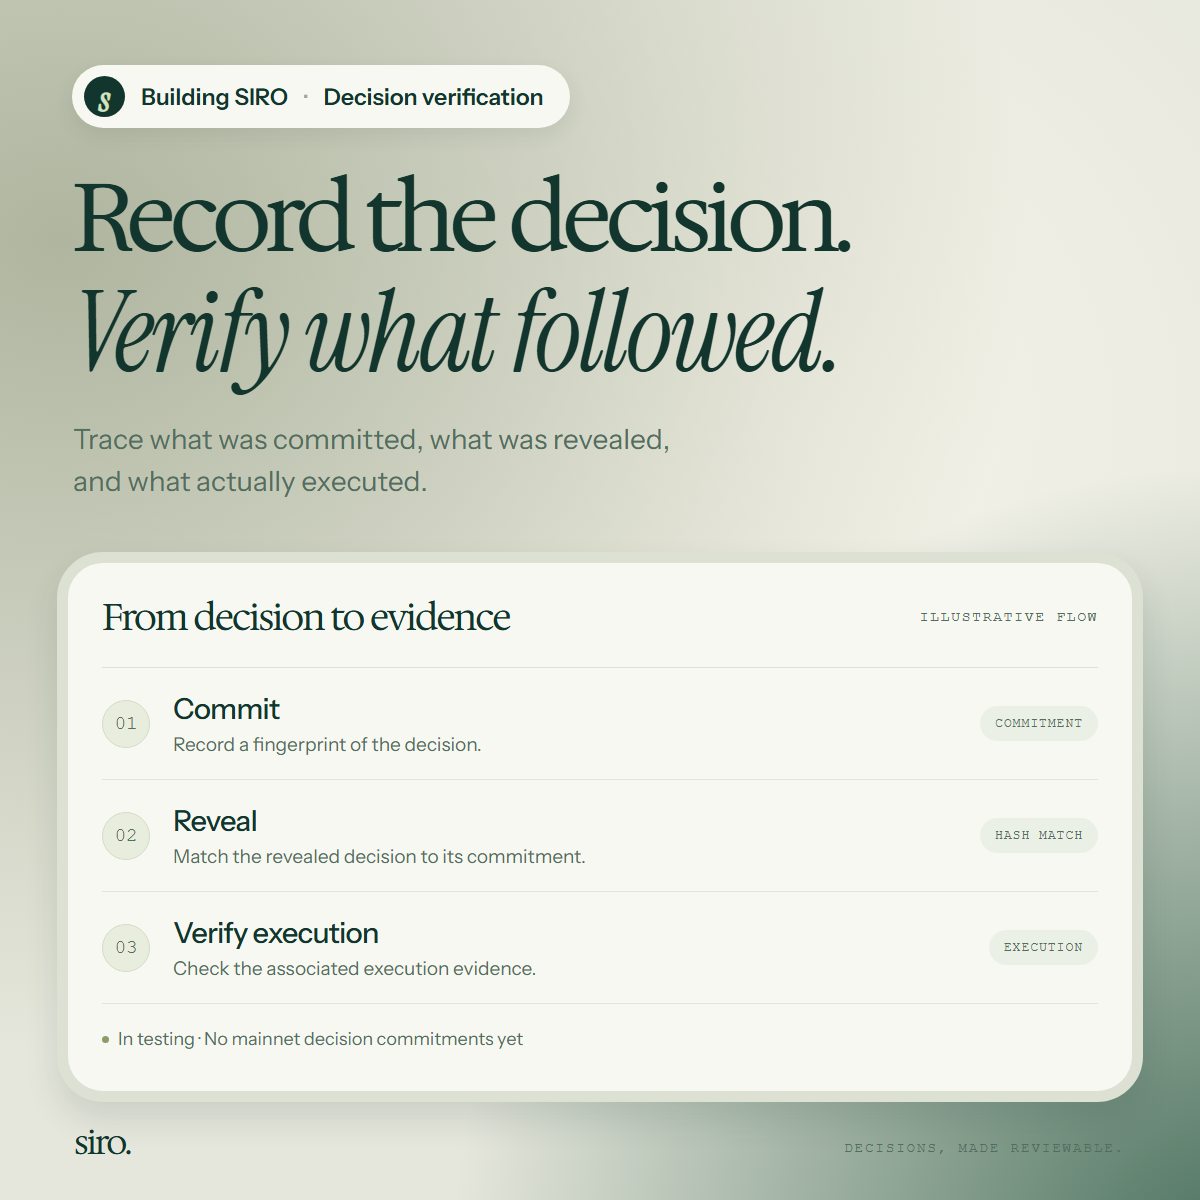 s Building SIRO · Decision verification
Record the decision.
Verify what followed.
Trace what was committed, what was revealed,
and what actually executed.
From decision to evidence ILLUSTRATIVE FLOW
01 Commit COMMITMENT
Record a fingerprint of the decision.
02 Reveal HASH MATCH
Match the revealed decision to its commitment.
03 Verify execution EXECUTION
Check the associated execution evidence.
In testing · No mainnet decision commitments yet
siro. DECISIONS, MADE REVIEWABLE.